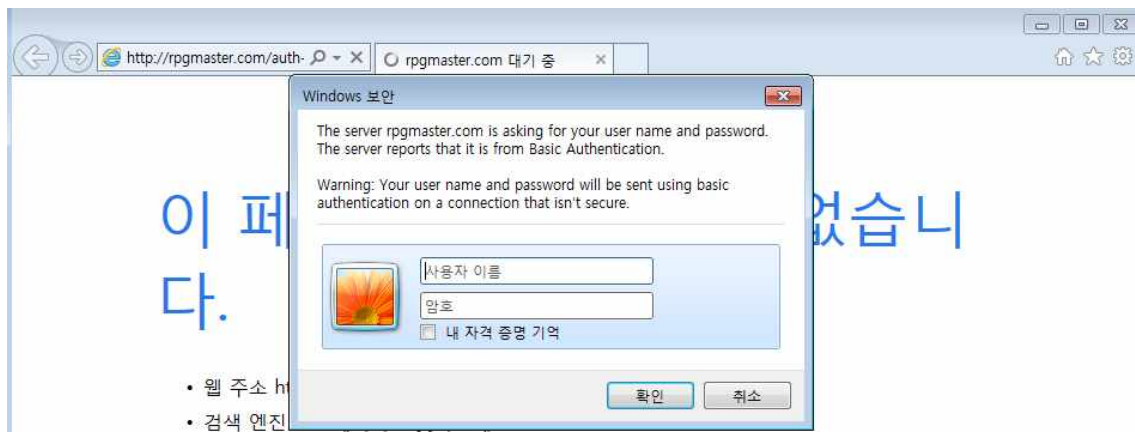 http://rpgmaster.com/auth-
rpgmaster.com 대기 중
Windows 보안
The server rpgmaster.com is asking for your user name and password.
The server reports that it is from Basic Authentication.
Warning: Your user name and password will be sent using basic
authentication on a connection that isn't secure.
이 페 없습니
다.
사용자 이름
암호
내 자격 증명 기억
확인 취소
• 웹 주소 ht
• 검색 엔진